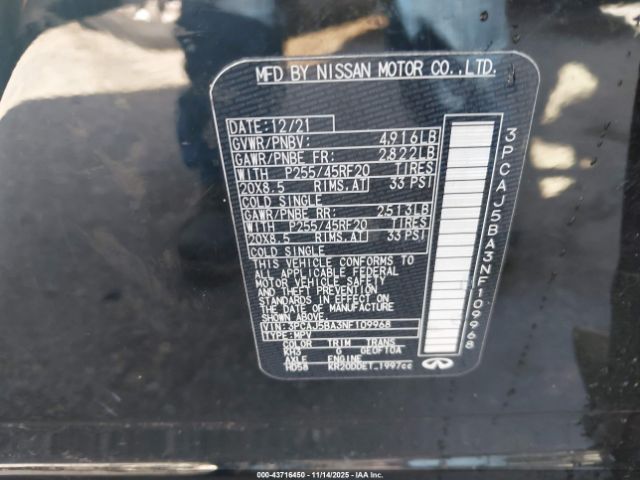 MFD BY NISSAN MOTOR CO.,LTD.
DATE: 12/21
GVWR/PNBV: 4,916LB
GAWR/PNBE FR: 2,822LB
WITH P255/45RF20 TIRES
20X8.5 RIMS,AT 33 PSI
COLD SINGLE
GAWR/PNBE RR: 2,513LB
WITH P255/45RF20 TIRES
20X8.5 RIMS,AT 33 PSI
COLD SINGLE
THIS VEHICLE CONFORMS TO
ALL APPLICABLE FEDERAL
MOTOR VEHICLE SAFETY
AND THEFT PREVENTION
STANDARDS IN EFFECT ON
THE DATE OF MANUFACTURE
SHOWN ABOVE.
VIN: 3PCAJ5BA3NF109968
TYPE: MPV
COLOR TRIM TRANS
KH3 G GE0F10A
AXLE ENGINE
HD58 KR20DDET 1997cc
3PCAJ5BA3NF109968
000-43716450 - 11/14/2025 - IAAI COPYRIGHT